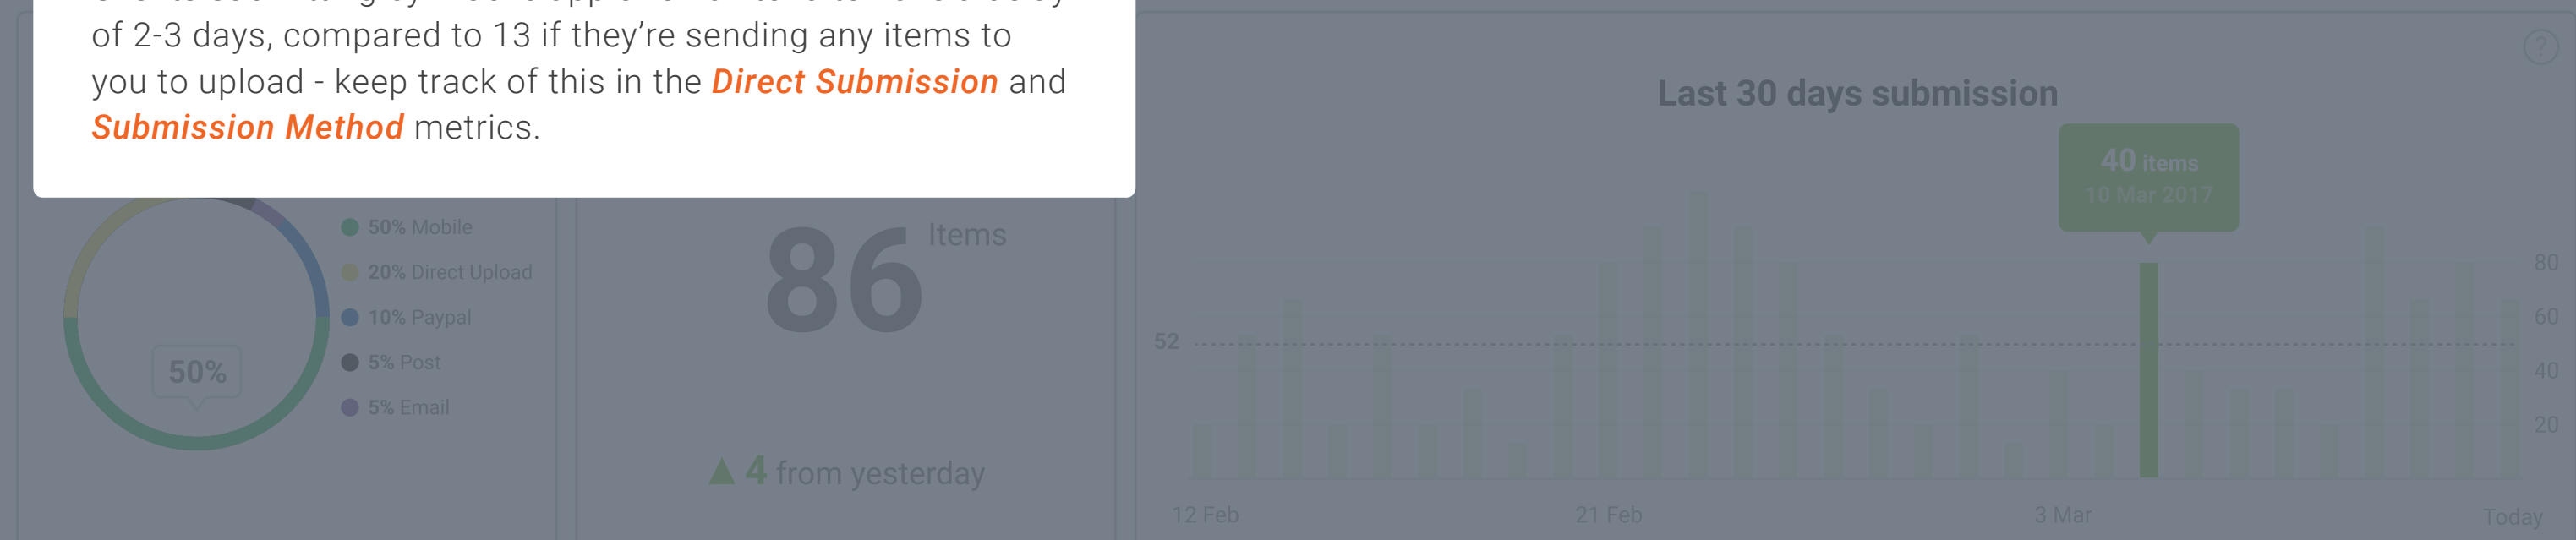 of 2-3 days, compared to 13 if they're sending any items to
you to upload - keep track of this in the Direct Submission and
Submission Method metrics.
50% Mobile
20% Direct Upload
10% Paypal
5% Post
5% Email
50%
86 Items
4 from yesterday
?
Last 30 days submission
40 items
10 Mar 2017
80
60
52
40
20
12 Feb
21 Feb
3 Mar
Today